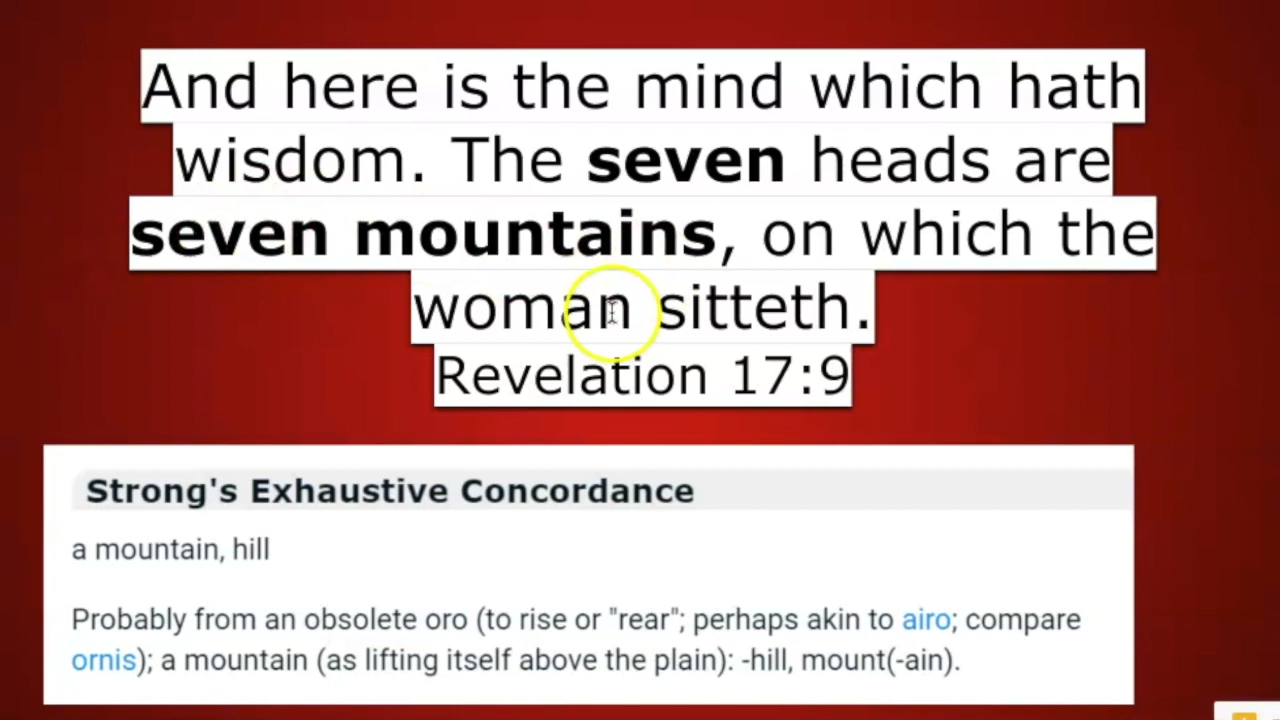 And here is the mind which hath
wisdom. The seven heads are
seven mountains, on which the
woman sitteth.
Revelation 17:9
Strong's Exhaustive Concordance
a mountain, hill
Probably from an obsolete oro (to rise or "rear"; perhaps akin to airo; compare
ornis); a mountain (as lifting itself above the plain): -hill, mount(-ain).